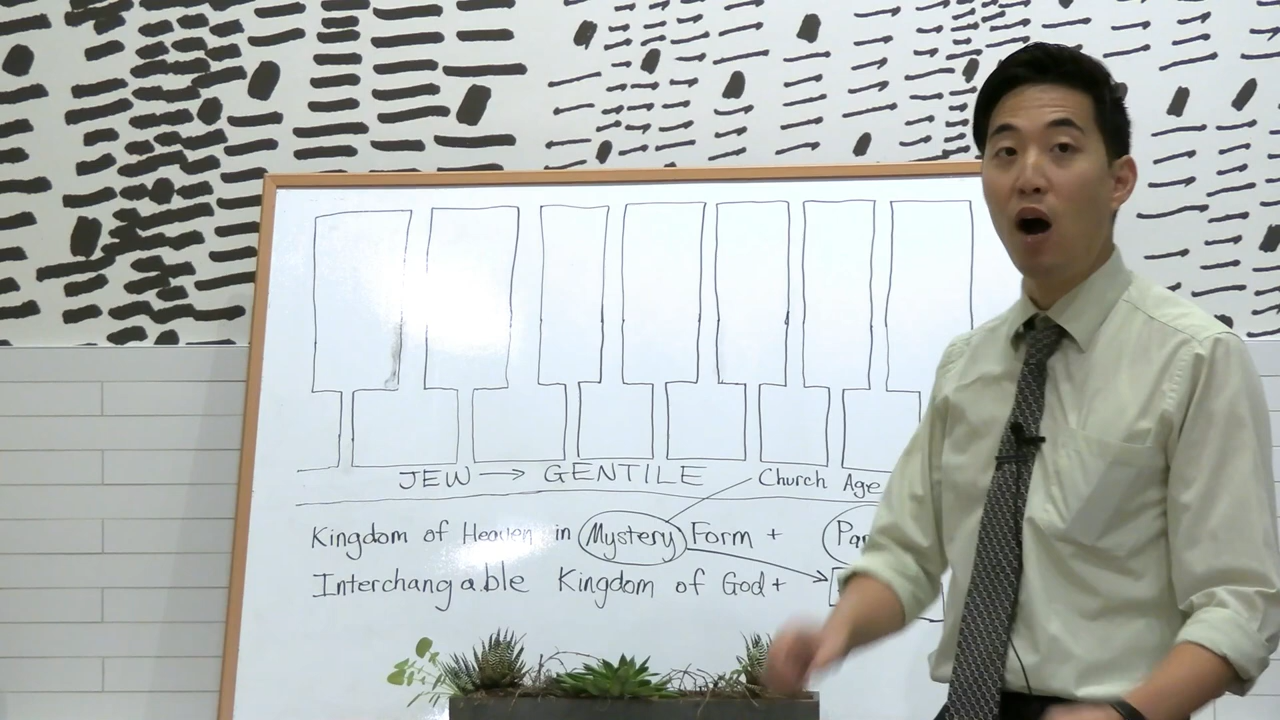 JEW → GENTILE Church Age
Kingdom of Heaven in Mystery Form +
Interchangable Kingdom of God +